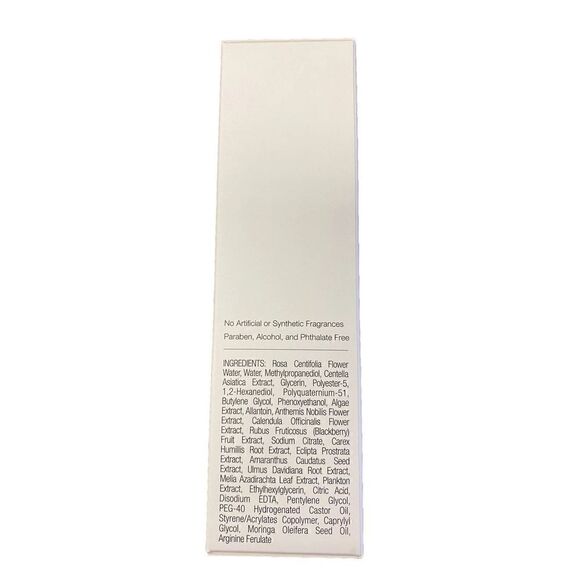 No Artificial or Synthetic Fragrances
Paraben, Alcohol, and Phthalate Free
INGREDIENTS: Rosa Centifolia Flower
Water, Water, Methylpropanediol, Centella
Asiatica Extract, Glycerin, Polyester-5,
1,2-Hexanediol, Polyquaternium-51,
Butylene Glycol, Phenoxyethanol, Algae
Extract, Allantoin, Anthemis Nobilis Flower
Extract, Calendula Officinalis Flower
Extract, Rubus Fruticosus (Blackberry)
Fruit Extract, Sodium Citrate, Carex
Humillis Root Extract, Eclipta Prostrata
Extract, Amaranthus Caudatus Seed
Extract, Ulmus Davidiana Root Extract,
Melia Azadirachta Leaf Extract, Plankton
Extract, Ethylhexylglycerin, Citric Acid,
Disodium EDTA, Pentylene Glycol,
PEG-40 Hydrogenated Castor Oil,
Styrene/Acrylates Copolymer, Caprylyl
Glycol, Moringa Oleifera Seed Oil,
Arginine Ferulate